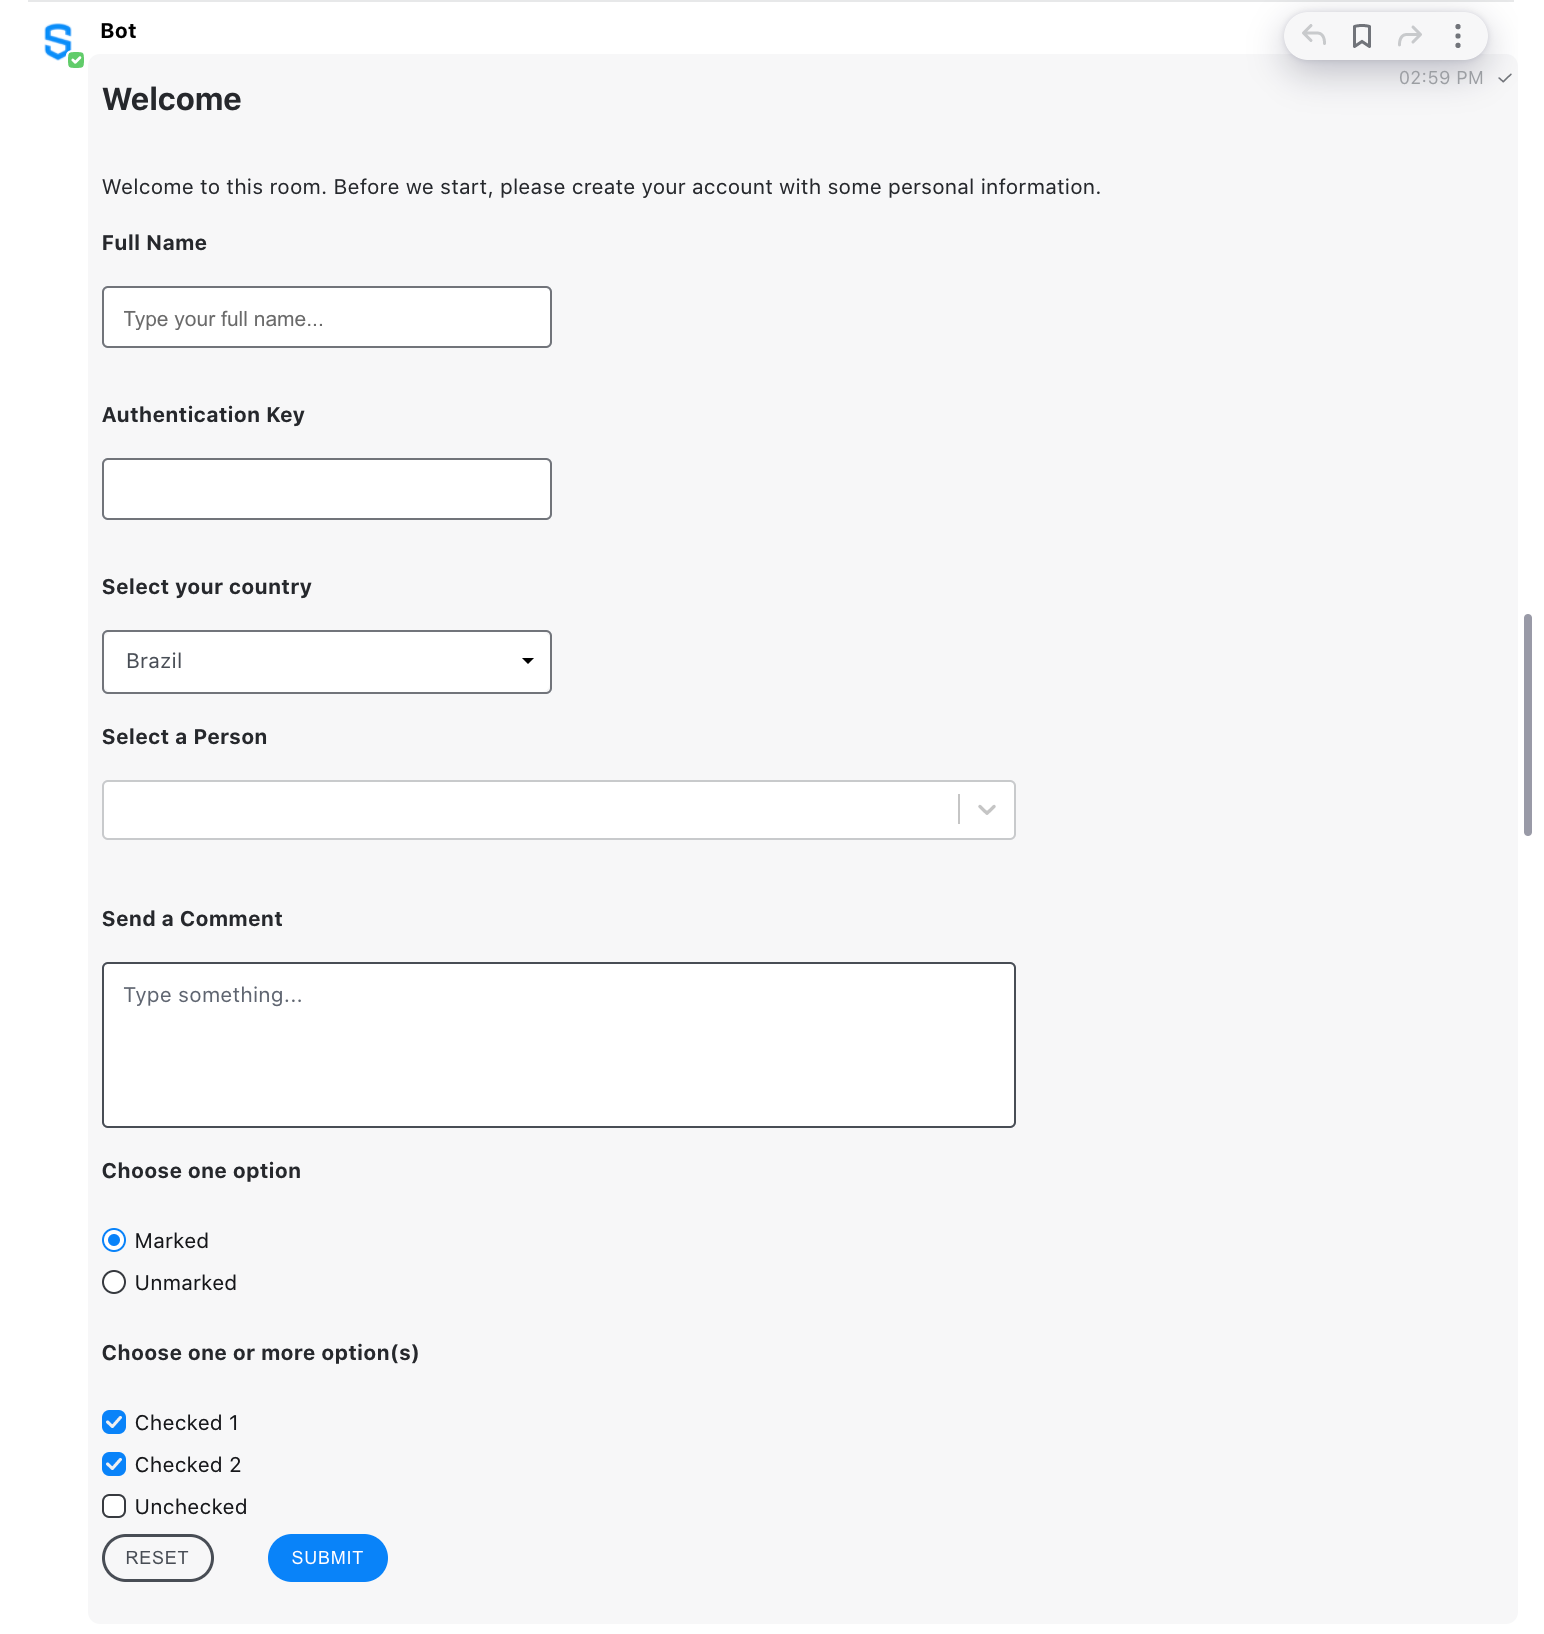 Bot
02:59 PM
Welcome
Welcome to this room. Before we start, please create your account with some personal information.
Full Name
Type your full name...
Authentication Key
Select your country
Brazil
Select a Person
Send a Comment
Type something...
Choose one option
Marked
Unmarked
Choose one or more option(s)
Checked 1
Checked 2
Unchecked
RESET SUBMIT